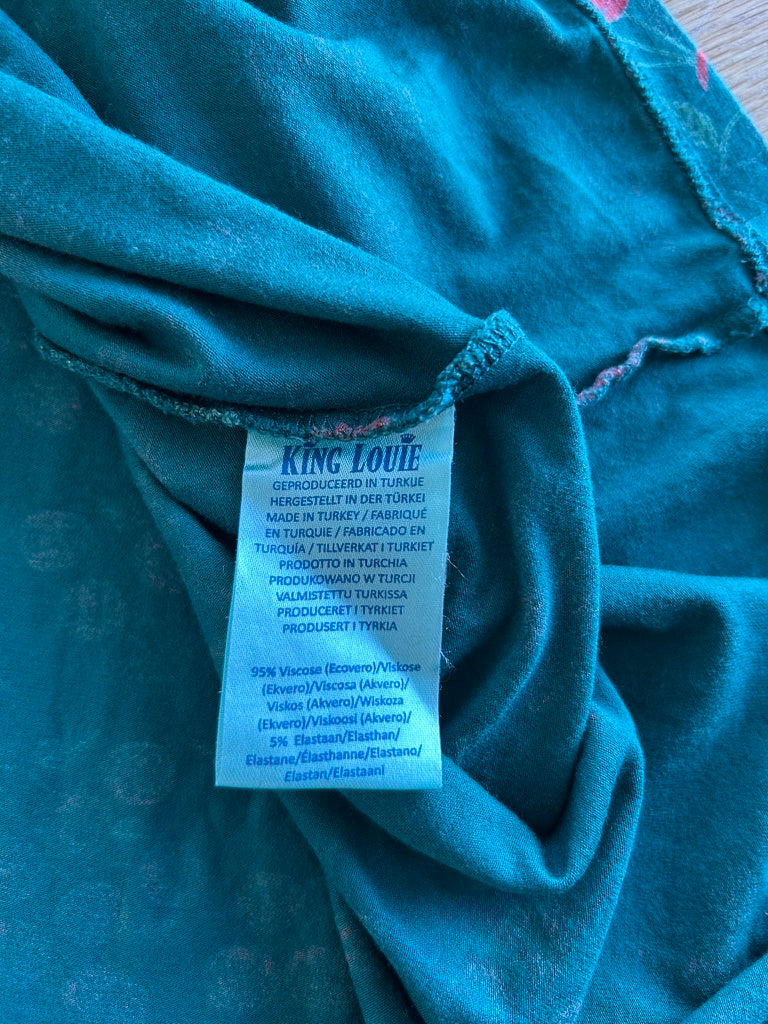 KING LOUIE
GEPRODUCEERD IN TURKIJE
HERGESTELLT IN DER TÜRKEI
MADE IN TURKEY / FABRIQUÉ
EN TURQUIE / FABRICADO EN
TURQUÍA / TILLVERKAT I TURKIET
PRODOTTO IN TURCHIA
PRODUKOWANO W TURCJI
VALMISTETTU TURKISSA
PRODUCERET I TYRKIET
PRODUSERT I TYRKIA
95% Viscose (Ecovero)/Viskose
(Ekvero)/Viscosa (Akvero)/
Viskos (Akvero)/Wiskoza
(Ekvero)/Viskoosi (Akvero)/
5% Elastaan/Elasthan/
Elastane/Élasthanne/Elastano/
Elastan/Elastaani